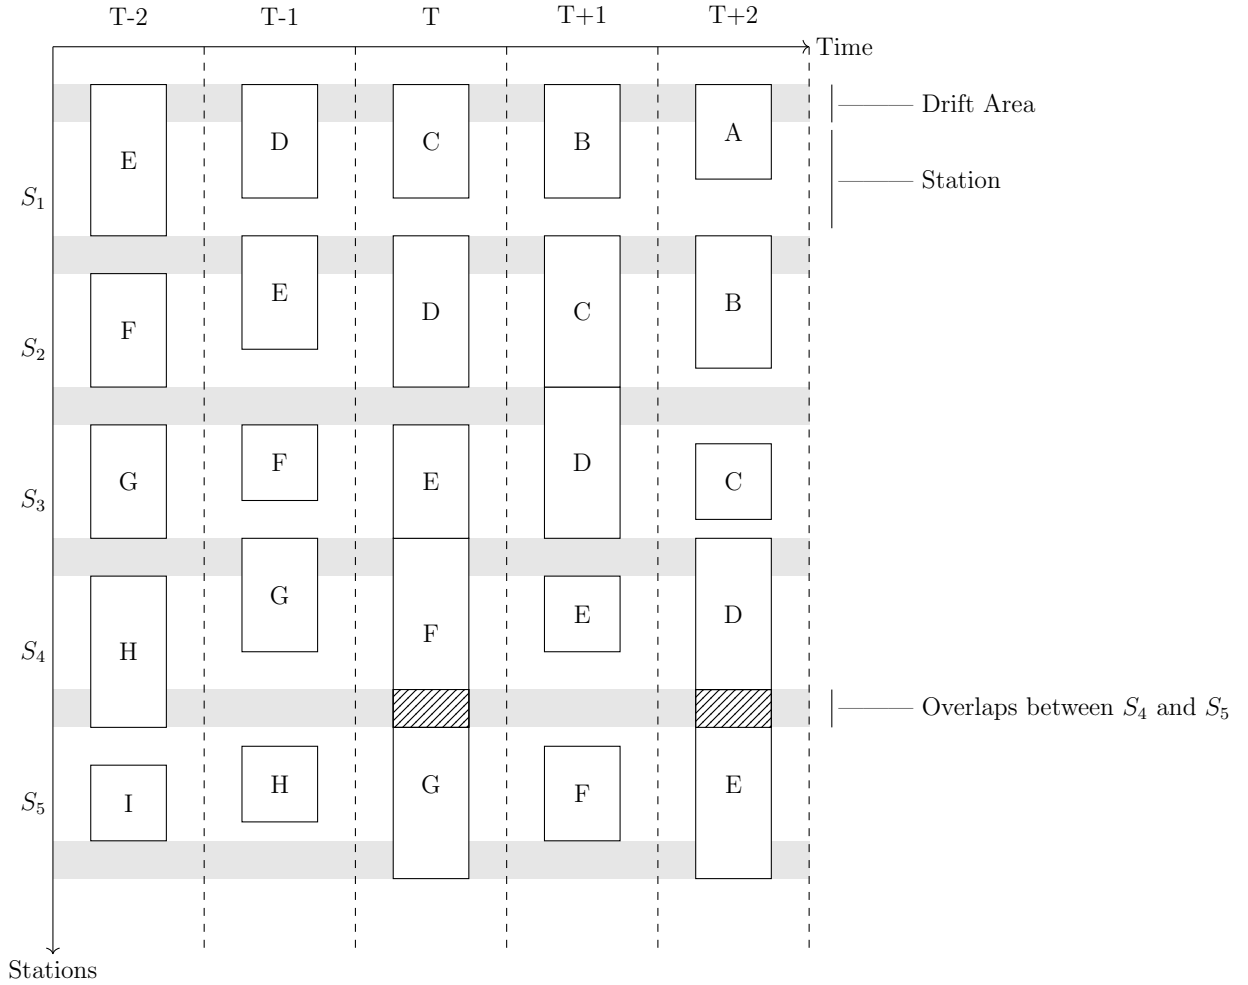 T-2 T-1 T T+1 T+2
Time
Drift Area
E D C B A
Station
S₁
E D C B
F
S₂
G F E D C
S₃
G E D
H F
S₄
Overlaps between S₄ and S₅
I H G F E
S₅
Stations